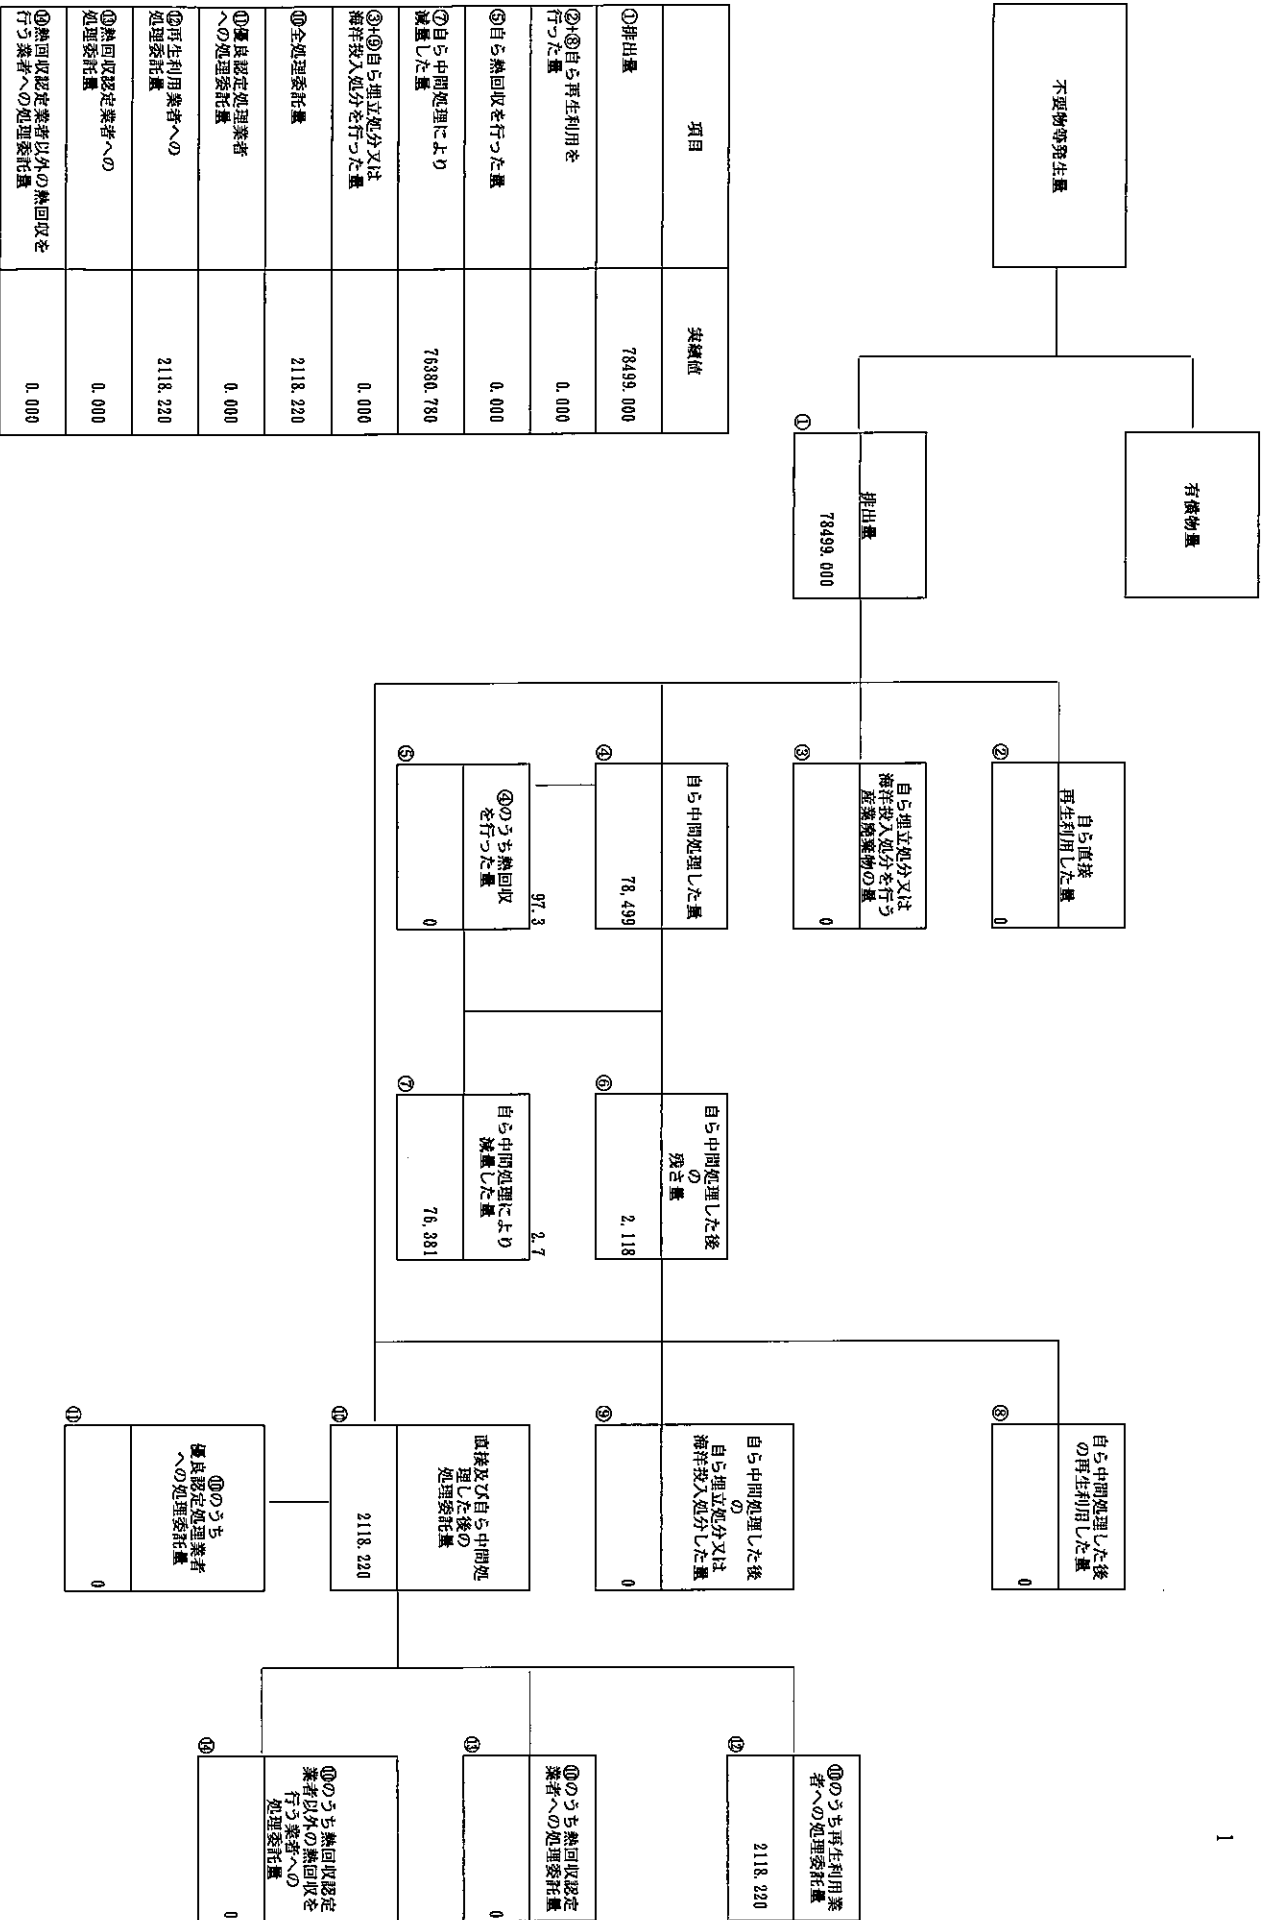 1
不要物等発生量
有償物量
①
排出量
78499.000
②
自ら直接
再生利用した量
0
③
自ら埋立処分又は
海洋投入処分を行う
産業廃棄物の量
0
④
自ら中間処理した量
78,499
⑤
④のうち熱回収
を行った量
97.3
0
⑥
自ら中間処理した後
の
残さ量
2,118
⑦
自ら中間処理により
減量した量
2.7
76,381
⑧
自ら中間処理した後
の再生利用した量
0
⑨
自ら中間処理した後
の
自ら埋立処分又は
海洋投入処分した量
0
⑩
直接及び自ら中間処
理した後の
処理委託量
2118.220
⑪
⑩のうち
優良認定処理業者
への処理委託量
0
⑫
⑩のうち再生利用業
者への処理委託量
2118.220
⑬
⑩のうち熱回収認定
業者への処理委託量
0
⑭
⑩のうち熱回収認定
業者以外の熱回収を
行う業者への
処理委託量
0
項目 実績値
①排出量 78499.000
②+⑧自ら再生利用を
行った量 0.000
⑤自ら熱回収を行った量 0.000
⑦自ら中間処理により
減量した量 76380.780
③+⑨自ら埋立処分又は
海洋投入処分を行った量 0.000
⑩全処理委託量 2118.220
⑪優良認定処理業者
への処理委託量 0.000
⑫再生利用業者への
処理委託量 2118.220
⑬熱回収認定業者への
処理委託量 0.000
⑭熱回収認定業者以外の熱回収を
行う業者への処理委託量 0.000